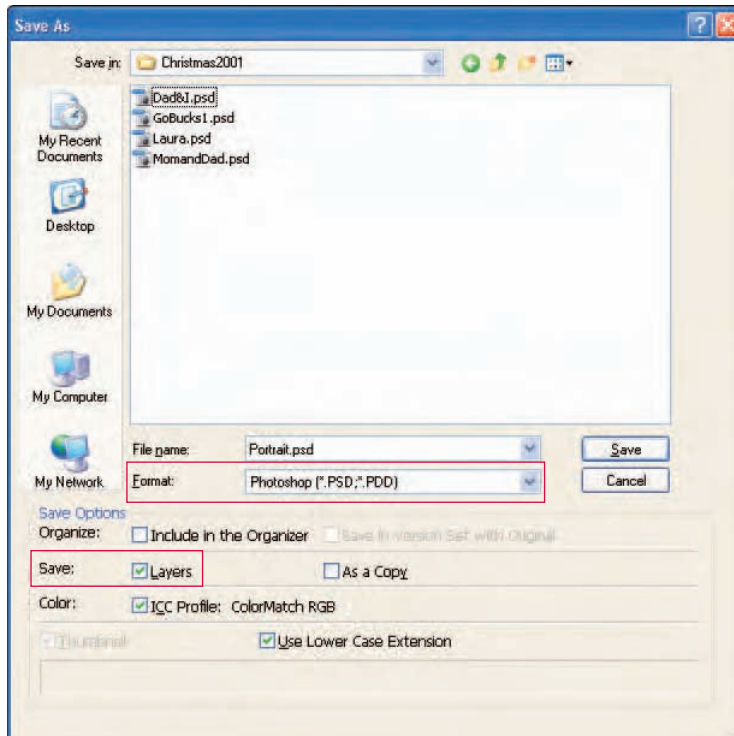 Save As
Save in: Christmas2001
Dad&I.psd
GoBucks1.psd
Laura.psd
MomandDad.psd
My Recent
Documents
Desktop
My Documents
My Computer
My Network
File name: Portrait.psd Save
Format: Photoshop (*.PSD;*.PDD) Cancel
Save Options
Organize: Include in the Organizer Save in Version Set with Original
Save: Layers As a Copy
Color: ICC Profile: ColorMatch RGB
Thumbnail Use Lower Case Extension